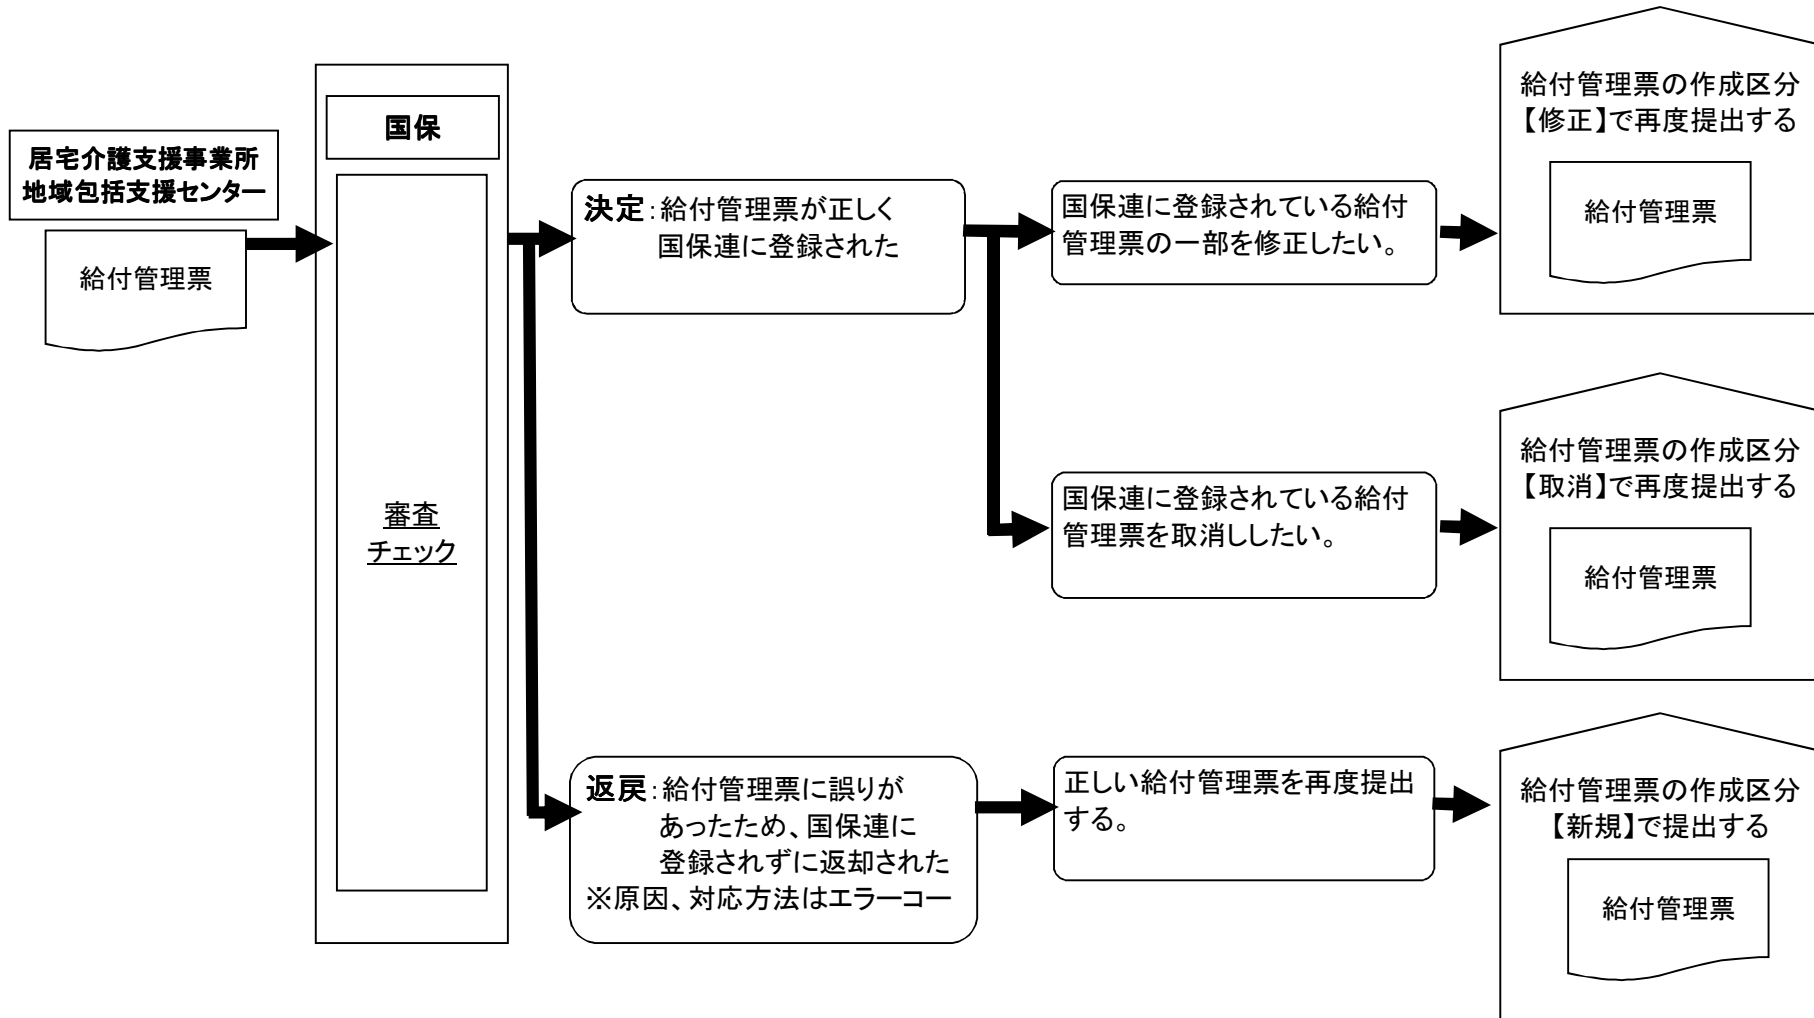 居宅介護支援事業所
地域包括支援センター
給付管理票
国保
審査
チェック
決定：給付管理票が正しく
国保連に登録された
国保連に登録されている給付
管理票の一部を修正したい。
給付管理票の作成区分
【修正】で再度提出する
給付管理票
国保連に登録されている給付
管理票を取消ししたい。
給付管理票の作成区分
【取消】で再度提出する
給付管理票
返戻：給付管理票に誤りが
あったため、国保連に
登録されずに返却された
※原因、対応方法はエラーコー
正しい給付管理票を再度提出
する。
給付管理票の作成区分
【新規】で提出する
給付管理票